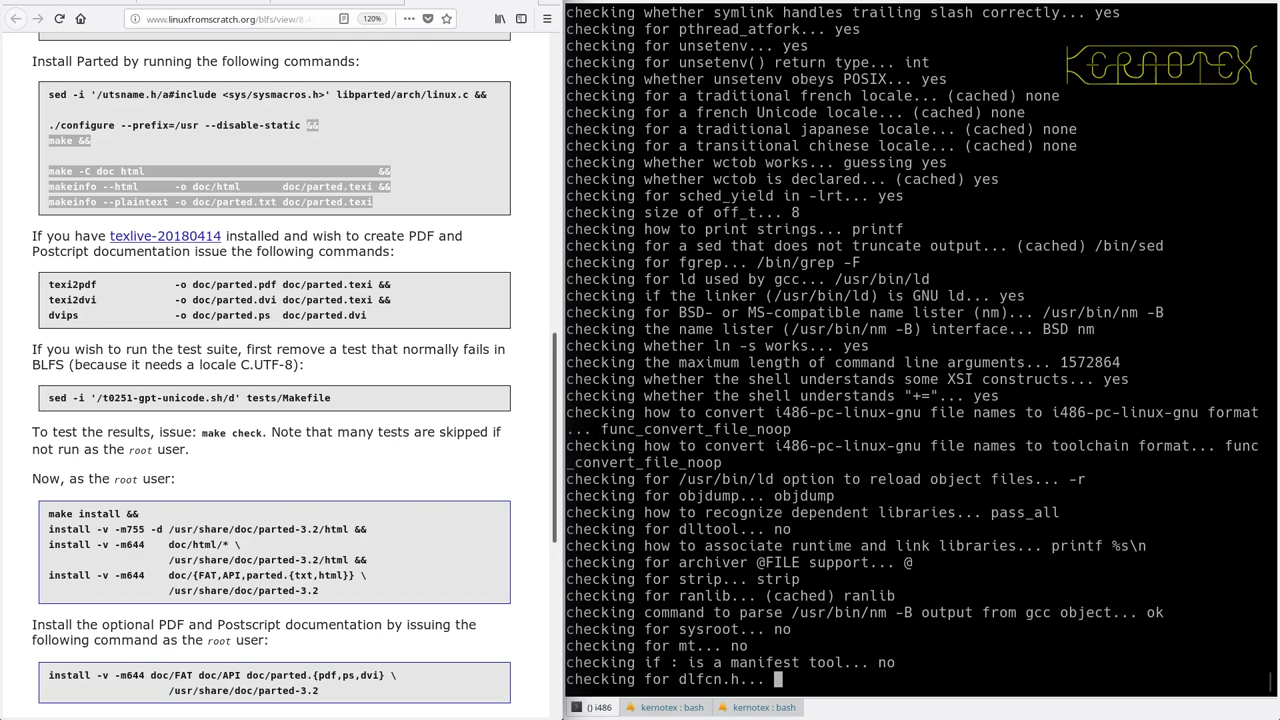 www.linuxfromscratch.org/blfs/view/8.4
120%
Install Parted by running the following commands:
sed -i '/utsname.h/a#include <sys/sysmacros.h>' libparted/arch/linux.c &&
./configure --prefix=/usr --disable-static &&
make &&
make -C doc html                                       &&
makeinfo --html      -o doc/html       doc/parted.texi &&
makeinfo --plaintext -o doc/parted.txt doc/parted.texi
If you have texlive-20180414 installed and wish to create PDF and
Postscript documentation issue the following commands:
texi2pdf             -o doc/parted.pdf doc/parted.texi &&
texi2dvi             -o doc/parted.dvi doc/parted.texi &&
dvips                -o doc/parted.ps  doc/parted.dvi
If you wish to run the test suite, first remove a test that normally fails in
BLFS (because it needs a locale C.UTF-8):
sed -i '/t0251-gpt-unicode.sh/d' tests/Makefile
To test the results, issue: make check. Note that many tests are skipped if
not run as the root user.
Now, as the root user:
make install &&
install -v -m755 -d /usr/share/doc/parted-3.2/html &&
install -v -m644    doc/html/* \
                    /usr/share/doc/parted-3.2/html &&
install -v -m644    doc/{FAT,API,parted.{txt,html}} \
                    /usr/share/doc/parted-3.2
Install the optional PDF and Postscript documentation by issuing the
following command as the root user:
install -v -m644 doc/FAT doc/API doc/parted.{pdf,ps,dvi} \
                    /usr/share/doc/parted-3.2
KERNOTEX
checking whether symlink handles trailing slash correctly... yes
checking for pthread_atfork... yes
checking for unsetenv... yes
checking for unsetenv() return type... int
checking whether unsetenv obeys POSIX... yes
checking for a traditional french locale... (cached) none
checking for a french Unicode locale... (cached) none
checking for a traditional japanese locale... (cached) none
checking for a transitional chinese locale... (cached) none
checking whether wctob works... guessing yes
checking whether wctob is declared... (cached) yes
checking for sched_yield in -lrt... yes
checking size of off_t... 8
checking how to print strings... printf
checking for a sed that does not truncate output... (cached) /bin/sed
checking for fgrep... /bin/grep -F
checking for ld used by gcc... /usr/bin/ld
checking if the linker (/usr/bin/ld) is GNU ld... yes
checking for BSD- or MS-compatible name lister (nm)... /usr/bin/nm -B
checking the name lister (/usr/bin/nm -B) interface... BSD nm
checking whether ln -s works... yes
checking the maximum length of command line arguments... 1572864
checking whether the shell understands some XSI constructs... yes
checking whether the shell understands "+="... yes
checking how to convert i486-pc-linux-gnu file names to i486-pc-linux-gnu format
... func_convert_file_noop
checking how to convert i486-pc-linux-gnu file names to toolchain format... func
_convert_file_noop
checking for /usr/bin/ld option to reload object files... -r
checking for objdump... objdump
checking how to recognize dependent libraries... pass_all
checking for dlltool... no
checking how to associate runtime and link libraries... printf %s\n
checking for archiver @FILE support... @
checking for strip... strip
checking for ranlib... (cached) ranlib
checking command to parse /usr/bin/nm -B output from gcc object... ok
checking for sysroot... no
checking for mt... no
checking if : is a manifest tool... no
checking for dlfcn.h...
() i486
kernotex : bash
kernotex : bash